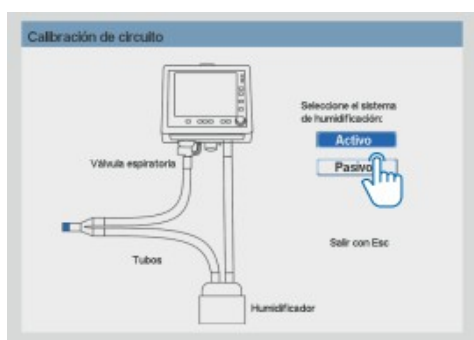 Calibración de circuito
Seleccione el sistema
de humidificación:
Activo
Pasivo
Válvula espiratoria
Salir con Esc
Tubos
Humidificador